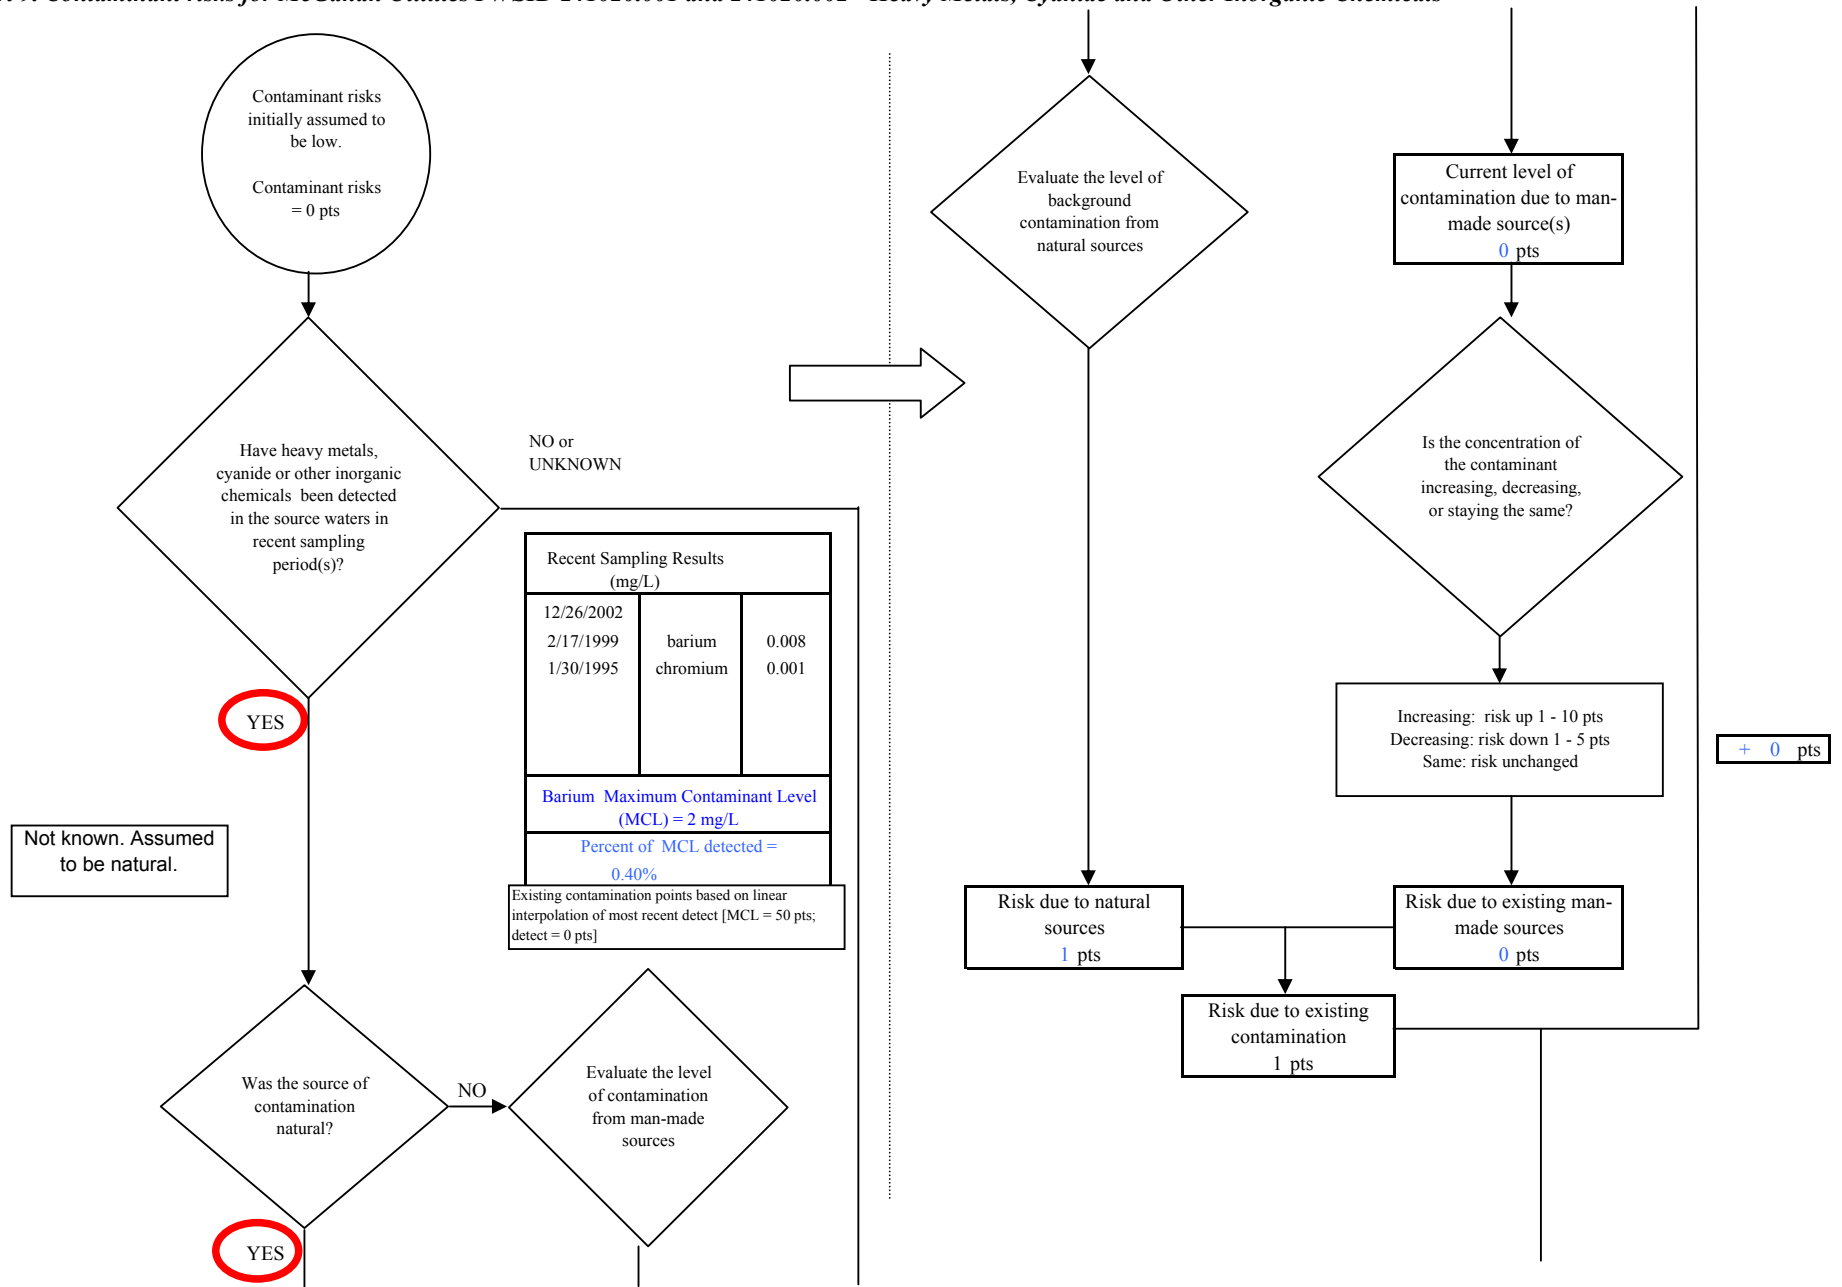 Contaminant risks
initially assumed to
be low.
Contaminant risks
= 0 pts
Have heavy metals,
cyanide or other inorganic
chemicals been detected
in the source waters in
recent sampling
period(s)?
NO or
UNKNOWN
YES
Recent Sampling Results
(mg/L)
12/26/2002
2/17/1999 barium 0.008
1/30/1995 chromium 0.001
Barium Maximum Contaminant Level
(MCL) = 2 mg/L
Percent of MCL detected =
0.40%
Existing contamination points based on linear
interpolation of most recent detect [MCL = 50 pts;
detect = 0 pts]
Not known. Assumed
to be natural.
Was the source of
contamination
natural?
NO
YES
Evaluate the level
of contamination
from man-made
sources
Evaluate the level of
background
contamination from
natural sources
Current level of
contamination due to man-
made source(s)
0 pts
Is the concentration of
the contaminant
increasing, decreasing,
or staying the same?
Increasing: risk up 1 - 10 pts
Decreasing: risk down 1 - 5 pts
Same: risk unchanged
+ 0 pts
Risk due to natural
sources
1 pts
Risk due to existing man-
made sources
0 pts
Risk due to existing
contamination
1 pts